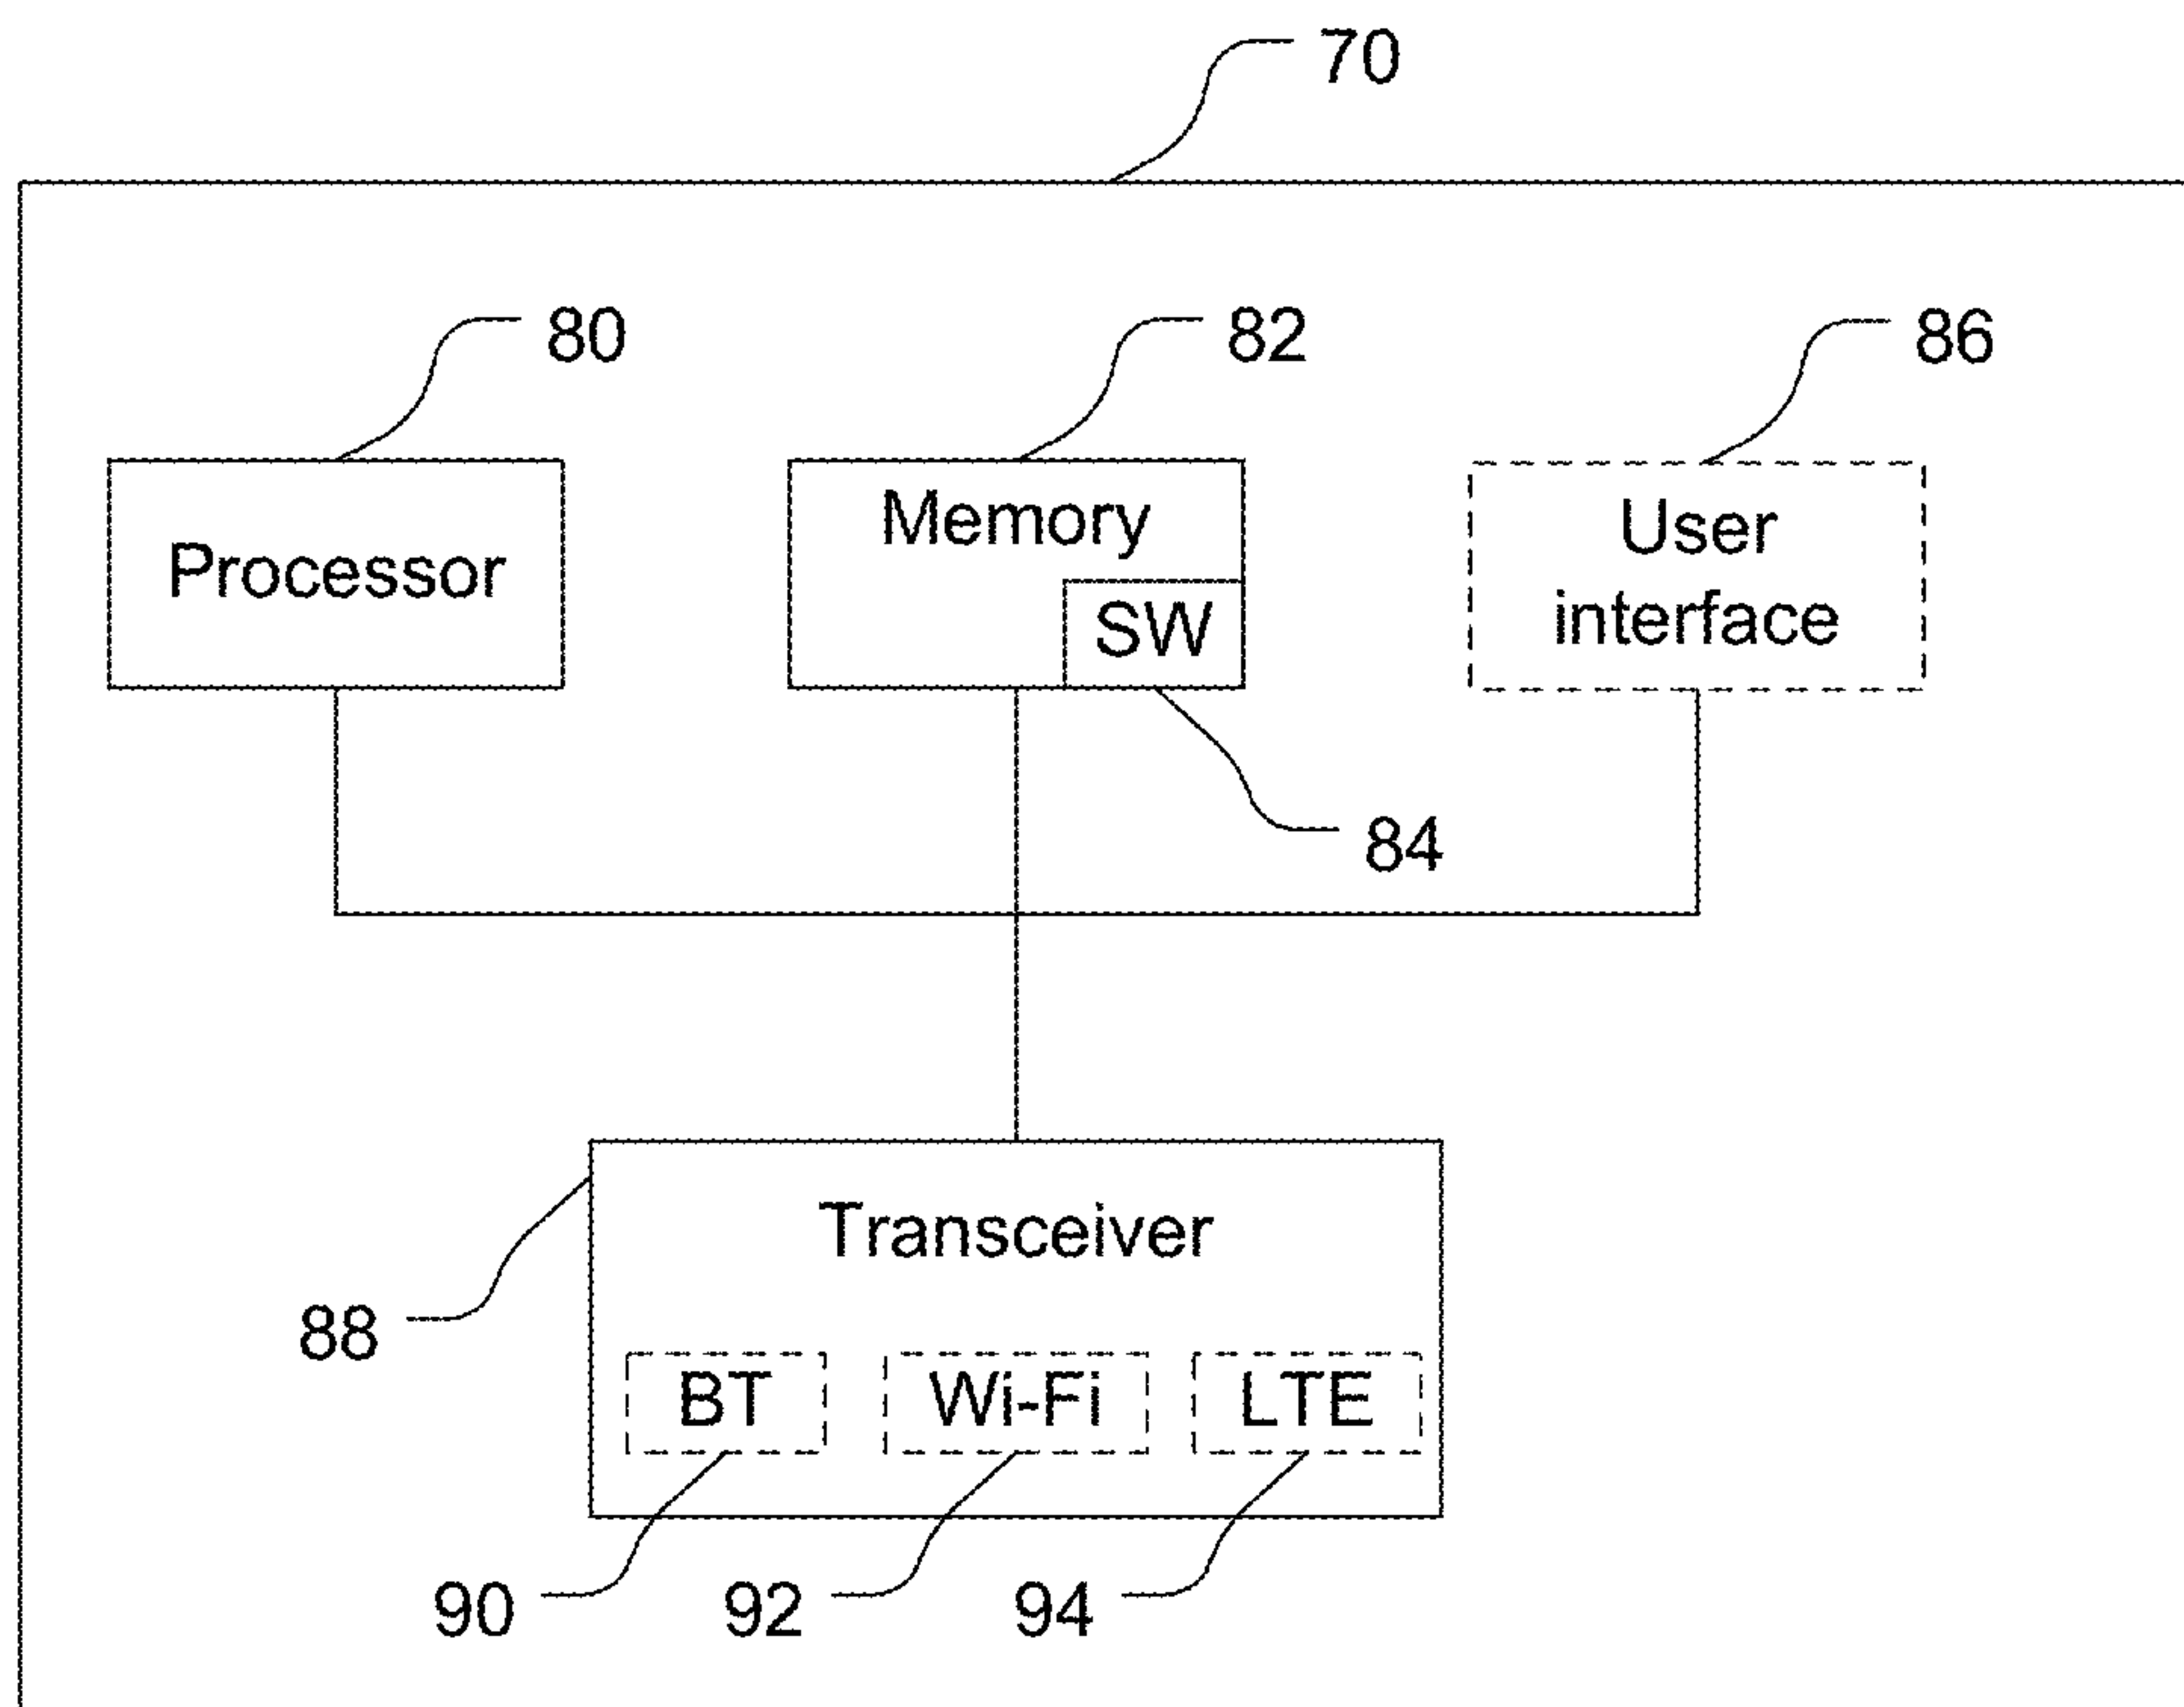 70
80
82
86
Processor
Memory
SW
User
interface
84
Transceiver
88
BT
Wi-Fi
LTE
90
92
94